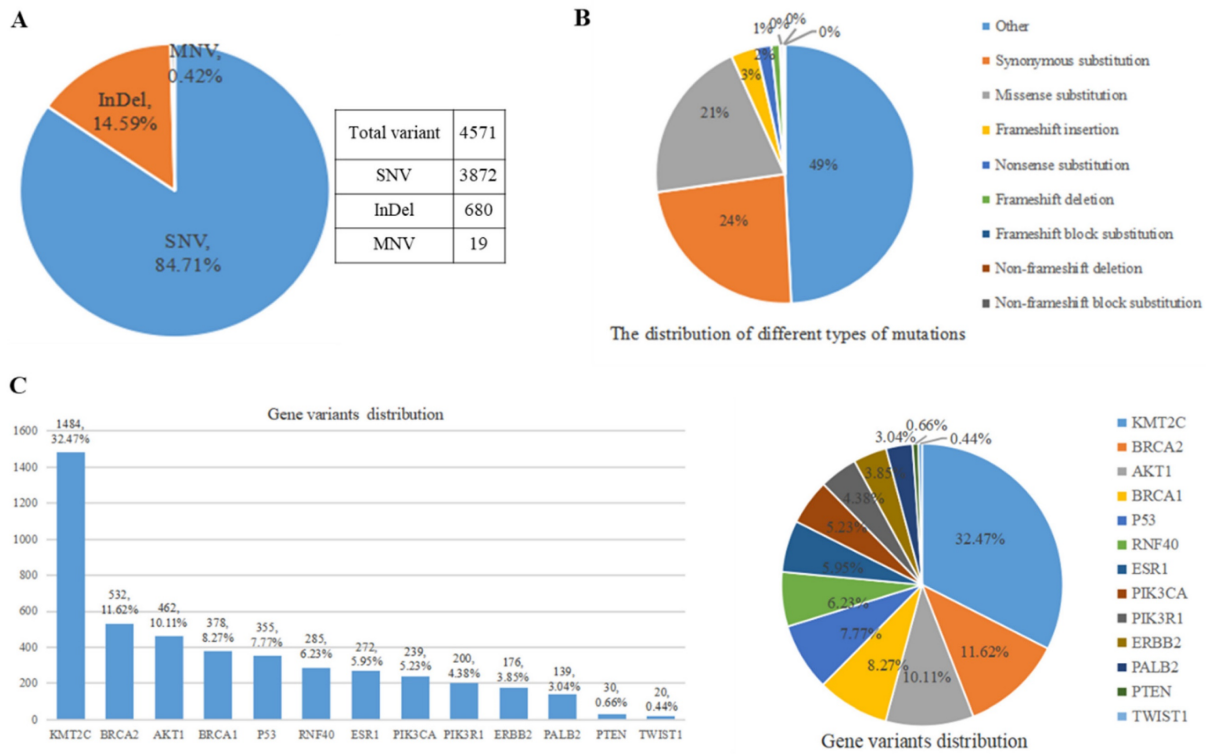 A
MNV,
0.42%
InDel,
14.59%
SNV,
84.71%
Total variant 4571
SNV 3872
InDel 680
MNV 19
B
1% 0% 0%
0%
2%
3%
21%
49%
24%
Other
Synonymous substitution
Missense substitution
Frameshift insertion
Nonsense substitution
Frameshift deletion
Frameshift block substitution
Non-frameshift deletion
Non-frameshift block substitution
The distribution of different types of mutations
C
Gene variants distribution
1600
1400
1200
1000
800
600
400
200
0
1484,
32.47%
532,
11.62%
462,
10.11%
378,
8.27%
355,
7.77%
285,
6.23%
272,
5.95%
239,
5.23%
200,
4.38%
176,
3.85%
139,
3.04%
30,
0.66%
20,
0.44%
KMT2C BRCA2 AKT1 BRCA1 P53 RNF40 ESR1 PIK3CA PIK3R1 ERBB2 PALB2 PTEN TWIST1
0.66%
3.04% 0.44%
3.85%
4.38%
5.23%
32.47%
5.95%
6.23%
7.77%
11.62%
8.27%
10.11%
KMT2C
BRCA2
AKT1
BRCA1
P53
RNF40
ESR1
PIK3CA
PIK3R1
ERBB2
PALB2
PTEN
TWIST1
Gene variants distribution